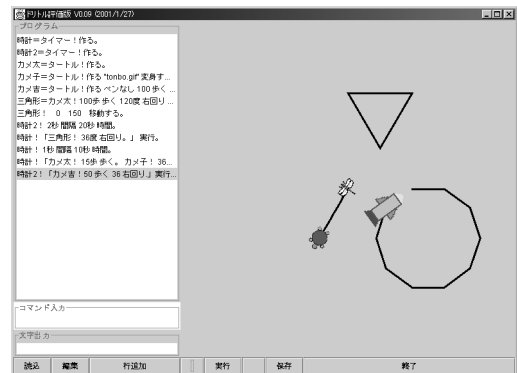 ドリトル評価版 V0.09 (2001/1/27)
プログラム
時計=タイマー!作る。
時計2=タイマー!作る。
カメ太=タートル!作る。
カメ子=タートル!作る "tonbo.gif" 変身す...
カメ吉=タートル!作る ペンなし 100 歩 く ...
三角形=カメ太!100歩 歩く 120度 右回り ...
三角形! 0 150 移動する。
時計2! 2秒 間隔 20秒 時間。
時計!「三角形! 36度 右回り。」 実行。
時計! 1秒 間隔 10秒 時間。
時計!「カメ太! 15歩 歩く。 カメ子! 36...
時計2!「カメ吉!50 歩く 36 右回り。」実行...
コマンド入力
文字出力
読込 編集 行追加 実行 保存 終了